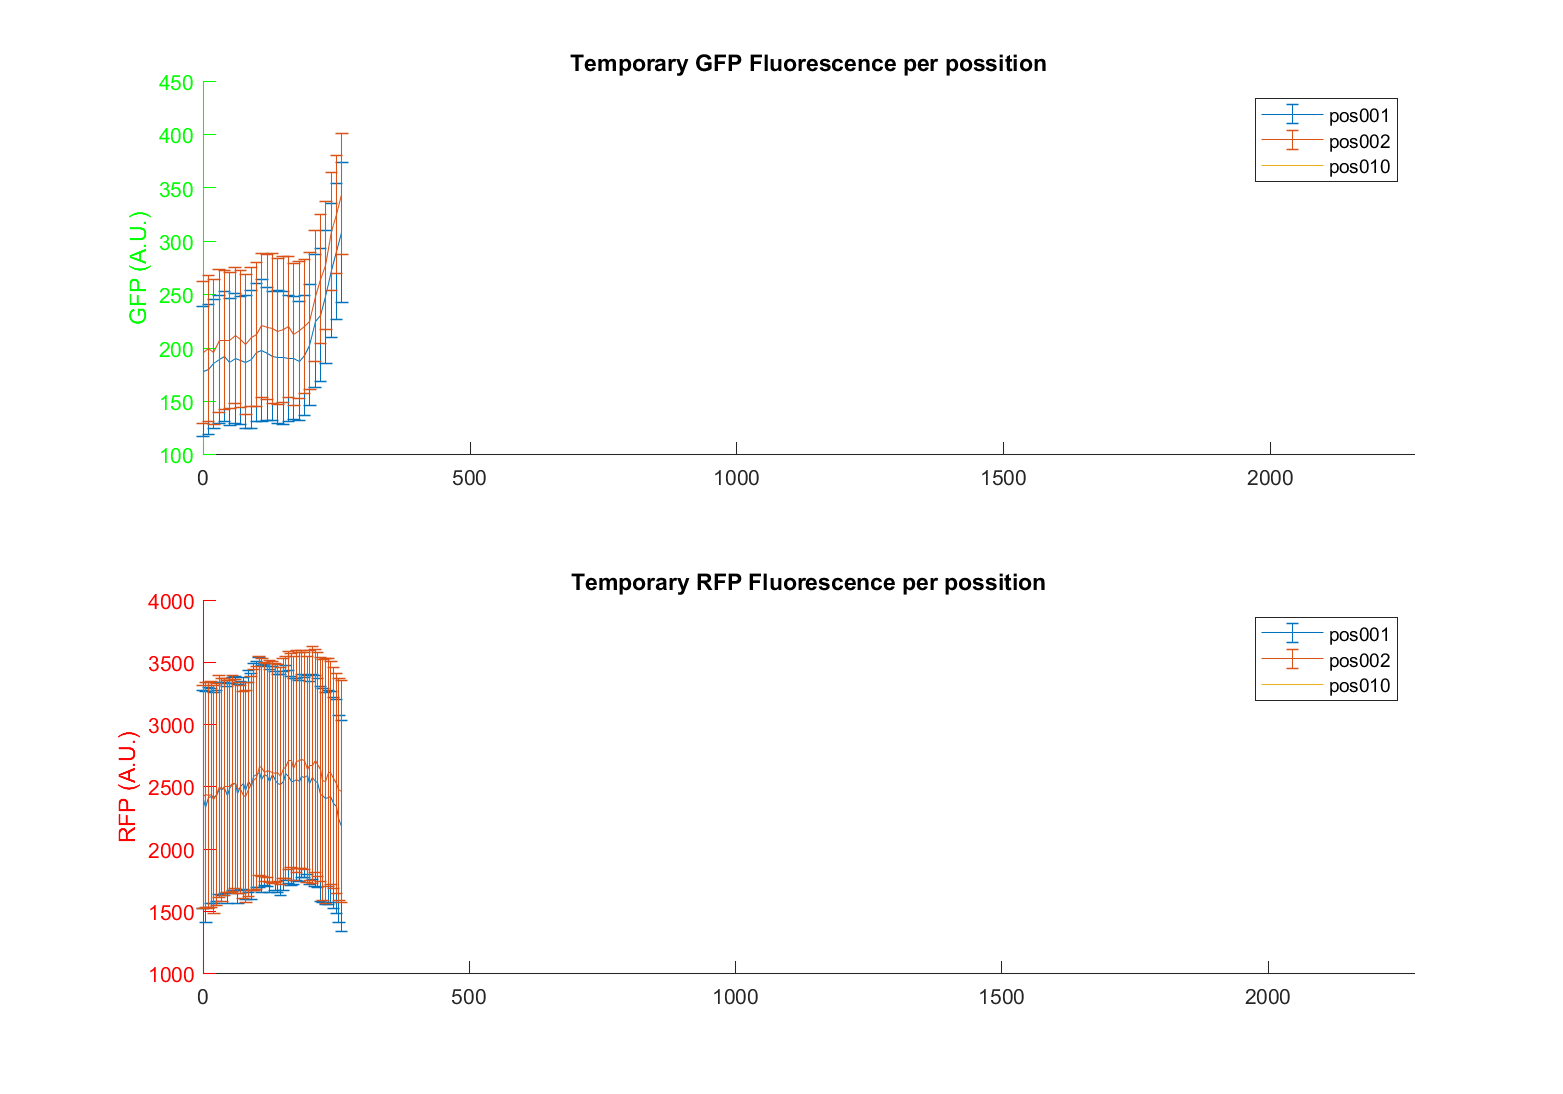 Temporary GFP Fluorescence per possition
GFP (A.U.)
450
400
350
300
250
200
150
100
0
500
1000
1500
2000
pos001
pos002
pos010
Temporary RFP Fluorescence per possition
RFP (A.U.)
4000
3500
3000
2500
2000
1500
1000
0
500
1000
1500
2000
pos001
pos002
pos010